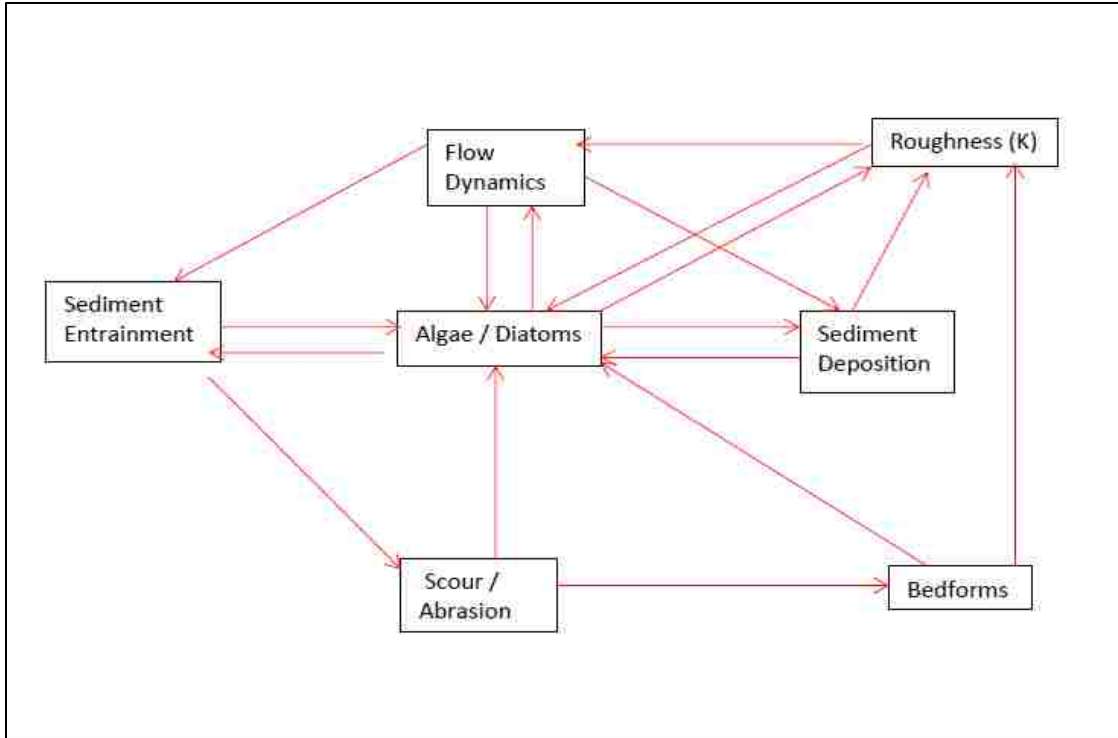 Flow
Dynamics
Roughness (K)
Sediment
Entrainment
Algae / Diatoms
Sediment
Deposition
Scour /
Abrasion
Bedforms